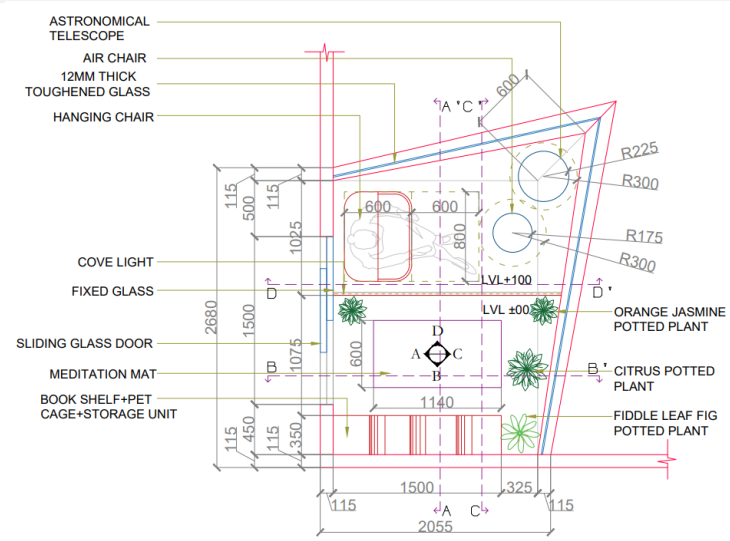 ASTRONOMICAL
TELESCOPE
AIR CHAIR
12MM THICK
TOUGHENED GLASS
HANGING CHAIR
A 'C'
600
R225
R300
115
500
115
600
600
800
1025
R175
R300
COVE LIGHT
FIXED GLASS
D
LVL+100
D'
LVL ±00
ORANGE JASMINE
POTTED PLANT
2680
1500
SLIDING GLASS DOOR
600
D
A
C
B
1075
MEDITATION MAT
B
B'
CITRUS POTTED
PLANT
BOOK SHELF+PET
CAGE+STORAGE UNIT
1140
FIDDLE LEAF FIG
POTTED PLANT
115
450
115
350
1500
325
115
A
C
115
2055